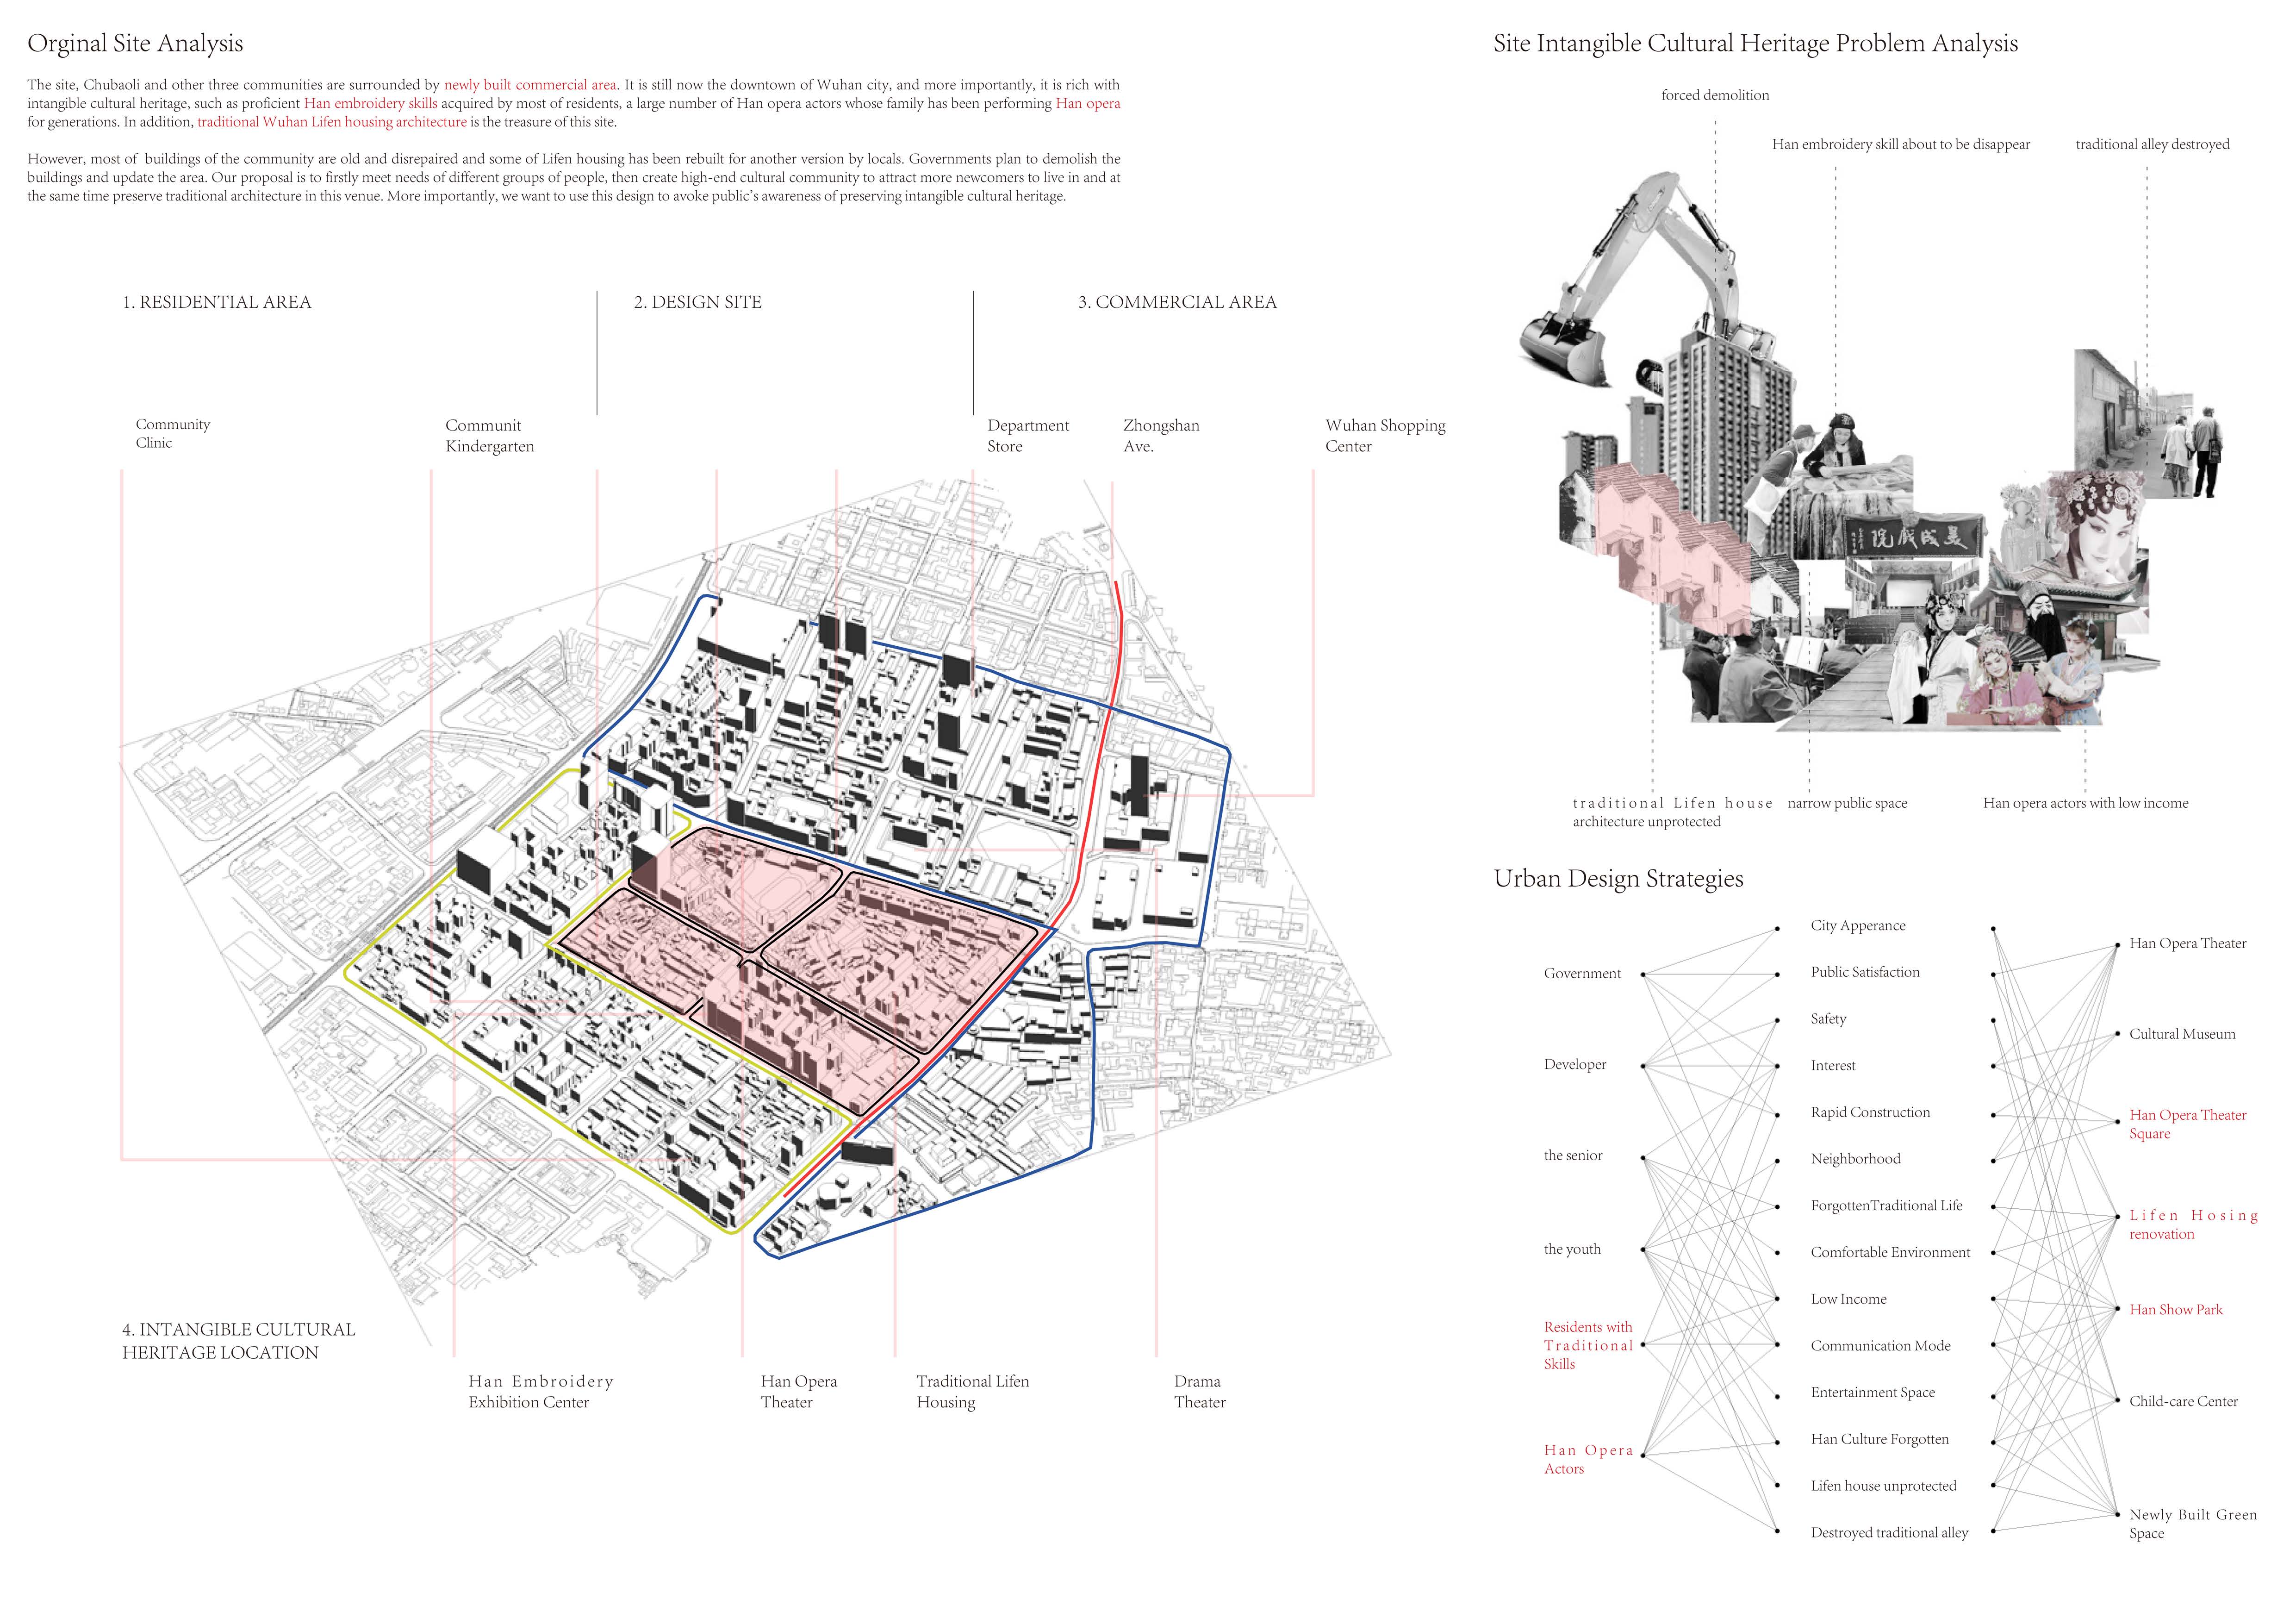 Orginal Site Analysis
The site, Chubaoli and other three communities are surrounded by newly built commercial area. It is still now the downtown of Wuhan city, and more importantly, it is rich with
intangible cultural heritage, such as proficient Han embroidery skills acquired by most of residents, a large number of Han opera actors whose family has been performing Han opera
for generations. In addition, traditional Wuhan Lifen housing architecture is the treasure of this site.
However, most of buildings of the community are old and disrepaired and some of Lifen housing has been rebuilt for another version by locals. Governments plan to demolish the
buildings and update the area. Our proposal is to firstly meet needs of different groups of people, then create high-end cultural community to attract more newcomers to live in and at
the same time preserve traditional architecture in this venue. More importantly, we want to use this design to avoke public's awareness of preserving intangible cultural heritage.
1. RESIDENTIAL AREA
2. DESIGN SITE
3. COMMERCIAL AREA
Community
Clinic
Communit
Kindergarten
Department
Store
Zhongshan
Ave.
Wuhan Shopping
Center
4. INTANGIBLE CULTURAL
HERITAGE LOCATION
Han Embroidery
Exhibition Center
Han Opera
Theater
Traditional Lifen
Housing
Drama
Theater
Site Intangible Cultural Heritage Problem Analysis
forced demolition
Han embroidery skill about to be disappear
traditional alley destroyed
院戲成美
traditional Lifen house
architecture unprotected
narrow public space
Han opera actors with low income
Urban Design Strategies
Government
Developer
the senior
the youth
Residents with
Traditional
Skills
Han Opera
Actors
City Apperance
Public Satisfaction
Safety
Interest
Rapid Construction
Neighborhood
ForgottenTraditional Life
Comfortable Environment
Low Income
Communication Mode
Entertainment Space
Han Culture Forgotten
Lifen house unprotected
Destroyed traditional alley
Han Opera Theater
Cultural Museum
Han Opera Theater
Square
Lifen Hosing
renovation
Han Show Park
Child-care Center
Newly Built Green
Space